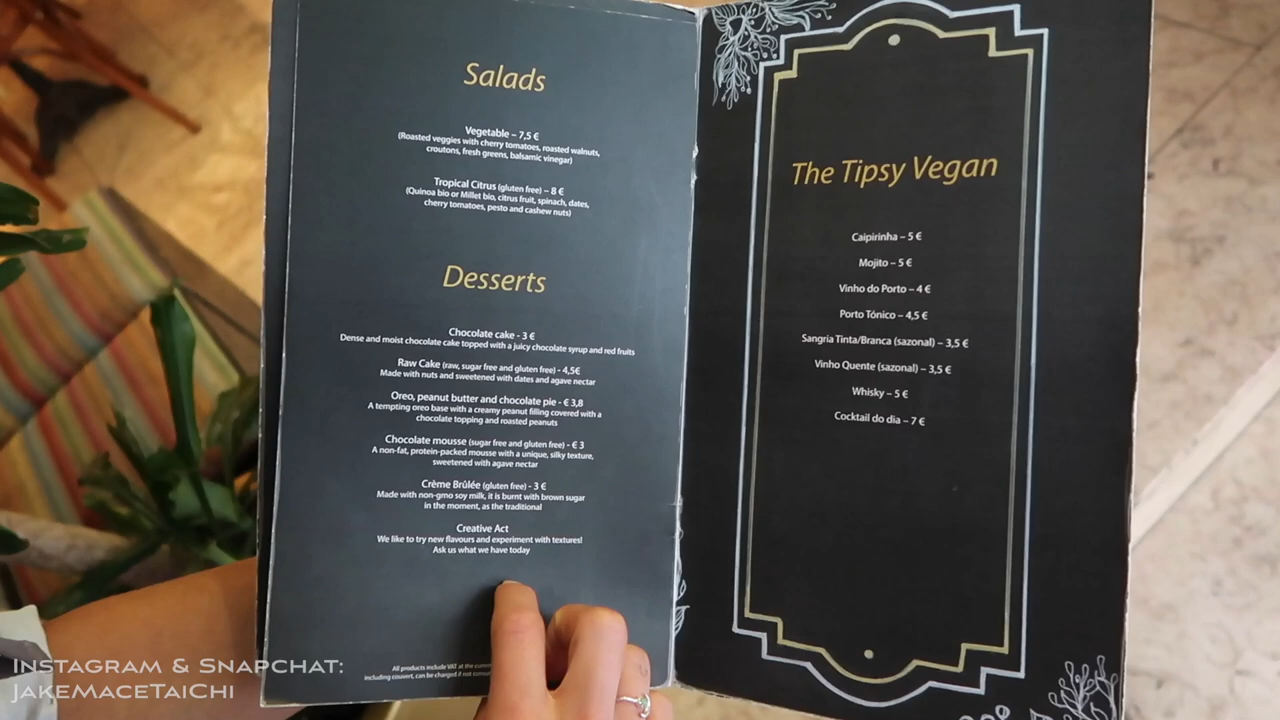 Salads
Vegetable – 7,5 €
(Roasted veggies with cherry tomatoes, roasted walnuts,
croutons, fresh greens, balsamic vinegar)
Tropical Citrus (gluten free) – 8 €
(Quinoa bio or Millet bio, citrus fruit, spinach, dates,
cherry tomatoes, pesto and cashew nuts)
Desserts
Chocolate cake - 3 €
Dense and moist chocolate cake topped with a juicy chocolate syrup and red fruits
Raw Cake (raw, sugar free and gluten free) - 4,5€
Made with nuts and sweetened with dates and agave nectar
Oreo, peanut butter and chocolate pie - € 3,8
A tempting oreo base with a creamy peanut filling covered with a
chocolate topping and roasted peanuts
Chocolate mousse (sugar free and gluten free) - € 3
A non-fat, protein-packed mousse with a unique, silky texture,
sweetened with agave nectar
Crème Brûlée (gluten free) - 3 €
Made with non-gmo soy milk, it is burnt with brown sugar
in the moment, as the traditional
Creative Act
We like to try new flavours and experiment with textures!
Ask us what we have today
All products include VAT at the
including couvert, can be charged if not
The Tipsy Vegan
Caipirinha – 5 €
Mojito – 5 €
Vinho do Porto – 4 €
Porto Tónico – 4,5 €
Sangria Tinta/Branca (sazonal) – 3,5 €
Vinho Quente (sazonal) – 3,5 €
Whisky – 5 €
Cocktail do dia – 7 €
Instagram & Snapchat:
jakemacetaichi